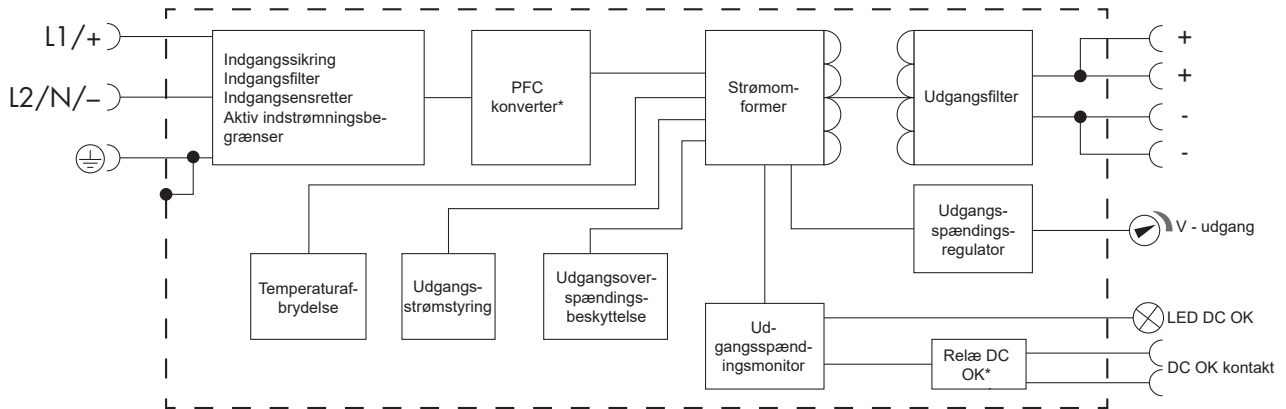 L1/+
L2/N/–
Indgangssikring
Indgangsfilter
Indgangsensretter
Aktiv indstrømningsbe-
grænser
PFC
konverter*
Strømom-
former
Udgangsfilter
+
+
-
-
Temperaturaf-
brydelse
Udgangs-
strømstyring
Udgangsover-
spændings-
beskyttelse
Udgangs-
spændings-
regulator
V - udgang
Ud-
gangsspænd-
ingsmonitor
LED DC OK
Relæ DC
OK*
DC OK kontakt